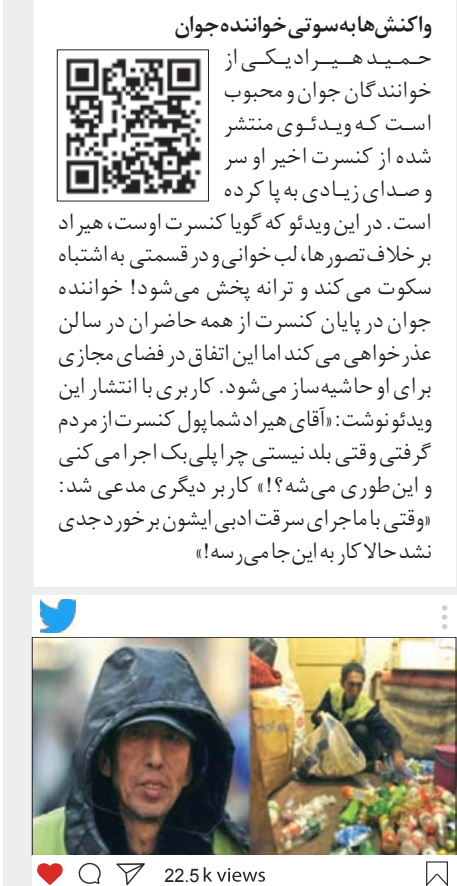 واکنش‌ها به سوتی خواننده جوان
حمید هیراد یکی از
خوانندگان جوان و محبوب
است که ویدئوی منتشر
شده از کنسرت اخیر او سر
و صدای زیادی به پا کرده
است. در این ویدئو که گویا کنسرت اوست، هیراد
بر خلاف تصورها، لب خوانی و در قسمتی به اشتباه
سکوت می‌کند و ترانه پخش می‌شود! خواننده
جوان در پایان کنسرت از همه حاضران در سالن
عذرخواهی می‌کند اما این اتفاق در فضای مجازی
برای او حاشیه‌ساز می‌شود. کاربری با انتشار این
ویدئو نوشت: «آقای هیراد شما پول کنسرت از مردم
گرفتی وقتی بلد نیستی چرا پلی بک اجرا می‌کنی
و این‌طوری می‌شه؟!» کاربر دیگری مدعی شد:
«وقتی با ماجرای سرقت ادبی ایشون برخورد جدی
نشد حالا کار به این جا می‌رسه!»
22.5 k views